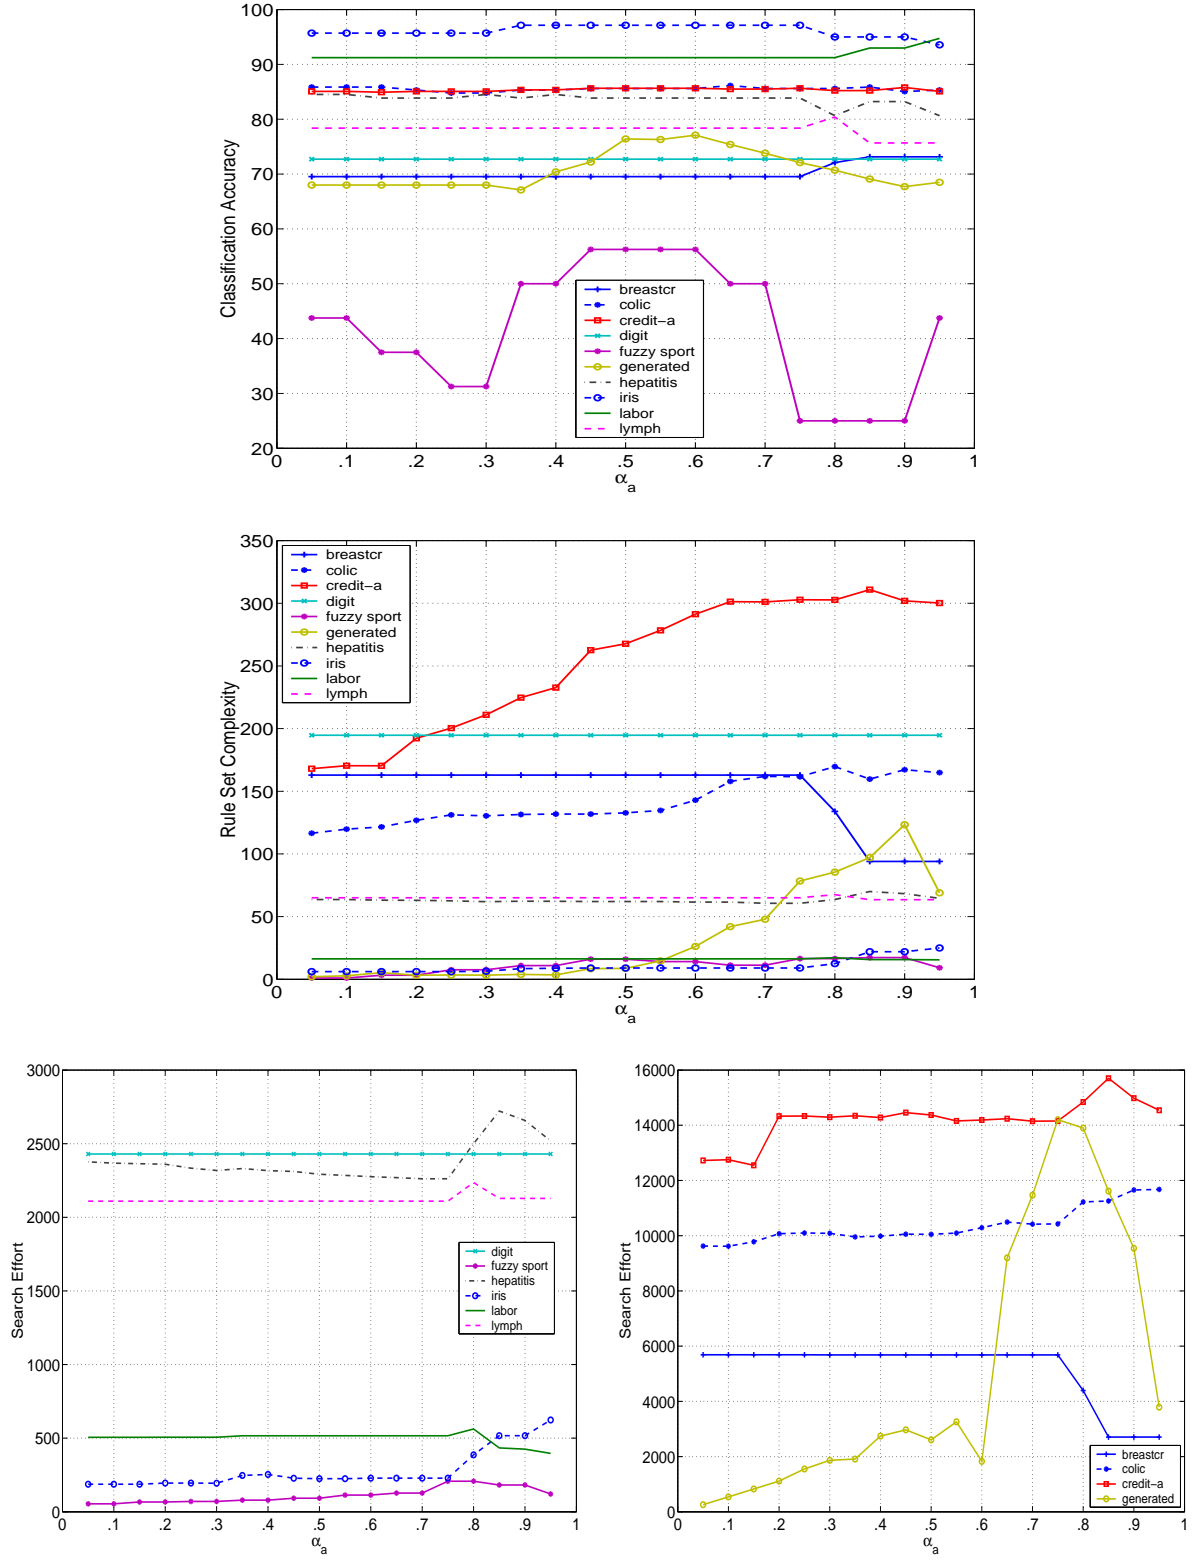 100
90
80
70
60
50
40
30
20
Classification Accuracy
breastcr
colic
credit-a
digit
fuzzy sport
generated
hepatitis
iris
labor
lymph
0 .1 .2 .3 .4 .5 .6 .7 .8 .9 1
α_a
350
300
250
200
150
100
50
0
Rule Set Complexity
breastcr
colic
credit-a
digit
fuzzy sport
generated
hepatitis
iris
labor
lymph
0 .1 .2 .3 .4 .5 .6 .7 .8 .9 1
α_a
3000
2500
2000
1500
1000
500
0
Search Effort
digit
fuzzy sport
hepatitis
iris
labor
lymph
0 .1 .2 .3 .4 .5 .6 .7 .8 .9 1
α_a
16000
14000
12000
10000
8000
6000
4000
2000
0
Search Effort
breastcr
colic
credit-a
generated
0 .1 .2 .3 .4 .5 .6 .7 .8 .9 1
α_a